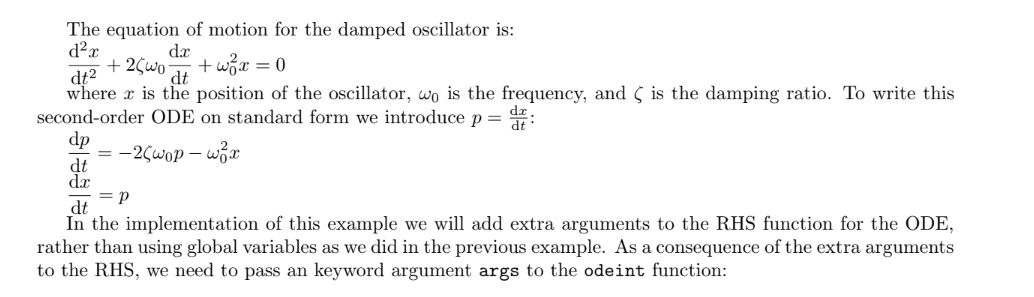 The equation of motion for the damped oscillator is:
d²x/dt² + 2ζω₀ dx/dt + ω₀²x = 0
where x is the position of the oscillator, ω₀ is the frequency, and ζ is the damping ratio. To write this
second-order ODE on standard form we introduce p = dx/dt:
dp/dt = −2ζω₀p − ω₀²x
dx/dt = p
In the implementation of this example we will add extra arguments to the RHS function for the ODE,
rather than using global variables as we did in the previous example. As a consequence of the extra arguments
to the RHS, we need to pass an keyword argument args to the odeint function: